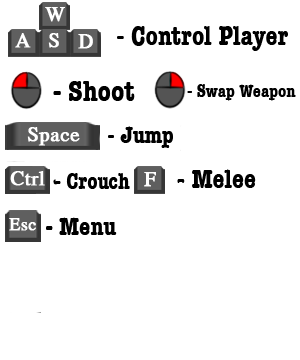 W
A S D - Control Player
- Shoot - Swap Weapon
Space - Jump
Ctrl - Crouch F - Melee
Esc - Menu